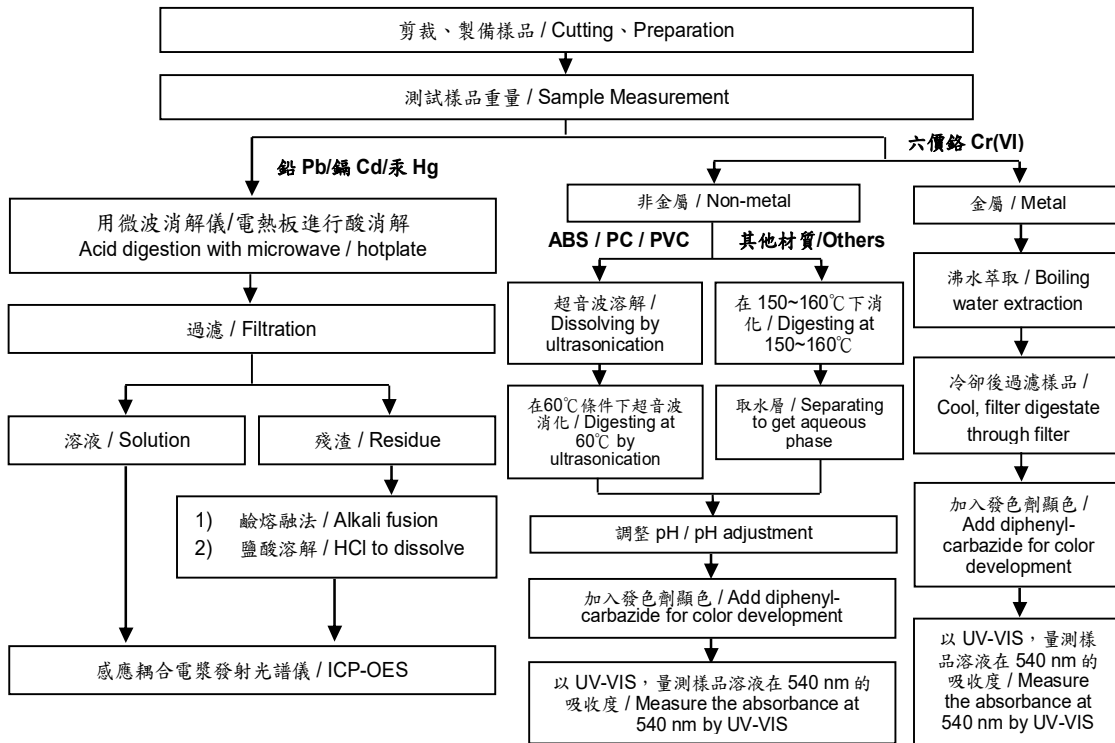 剪裁、製備樣品 / Cutting、Preparation
測試樣品重量 / Sample Measurement
鉛 Pb/鎘 Cd/汞 Hg
用微波消解儀/電熱板進行酸消解
Acid digestion with microwave / hotplate
過濾 / Filtration
溶液 / Solution
殘渣 / Residue
1) 鹼熔融法 / Alkali fusion
2) 鹽酸溶解 / HCl to dissolve
感應耦合電漿發射光譜儀 / ICP-OES
六價鉻 Cr(VI)
非金屬 / Non-metal
ABS / PC / PVC
超音波溶解 /
Dissolving by
ultrasonication
在60℃條件下超音波
消化 / Digesting at
60℃ by
ultrasonication
其他材質/Others
在 150~160℃下消
化 / Digesting at
150~160℃
取水層 / Separating
to get aqueous
phase
調整 pH / pH adjustment
加入發色劑顯色 / Add diphenyl-
carbazide for color development
以 UV-VIS，量測樣品溶液在 540 nm 的
吸收度 / Measure the absorbance at
540 nm by UV-VIS
金屬 / Metal
沸水萃取 / Boiling
water extraction
冷卻後過濾樣品 /
Cool, filter digestate
through filter
加入發色劑顯色 /
Add diphenyl-
carbazide for color
development
以 UV-VIS，量測樣
品溶液在 540 nm 的
吸收度 / Measure
the absorbance at
540 nm by UV-VIS